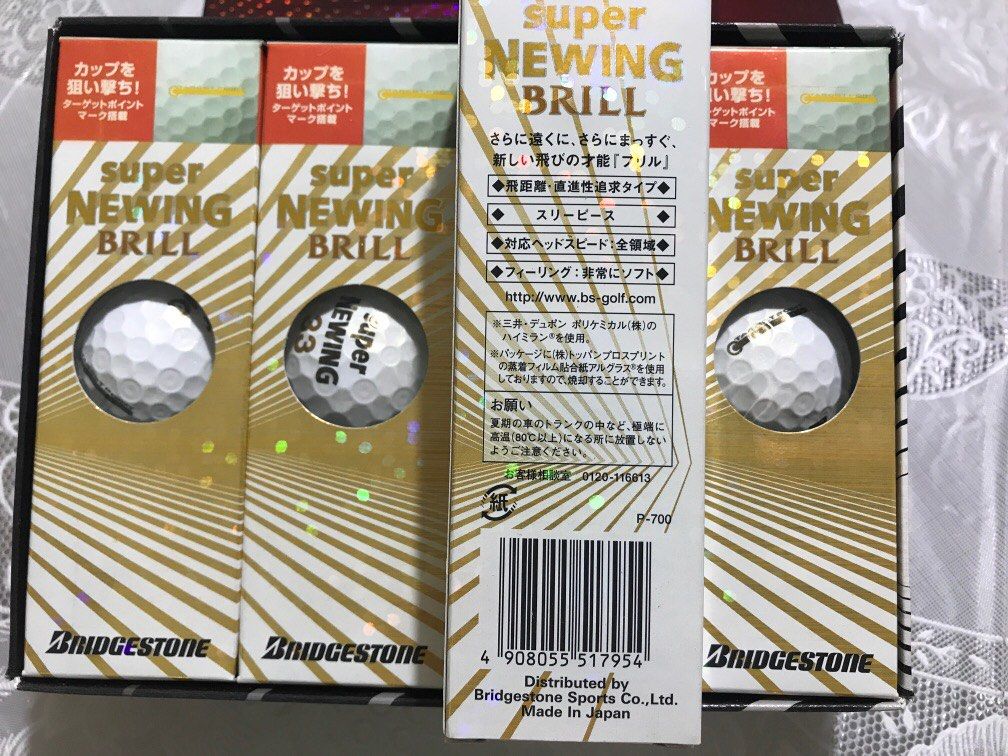 カップを
狙い撃ち!
ターゲットポイント
マーク搭載
super
NEWING
BRILL
BRIDGESTONE
カップを
狙い撃ち!
ターゲットポイント
マーク搭載
super
NEWING
BRILL
super
NEWING
33
BRIDGESTONE
super
NEWING
BRILL
さらに遠くに、さらにまっすぐ、
新しい飛びの才能『ブリル』
◆飛距離・直進性追求タイプ◆
◆ スリーピース ◆
◆対応ヘッドスピード:全領域◆
◆フィーリング:非常にソフト◆
http://www.bs-golf.com
※三井・デュポン ポリケミカル(株)の
ハイミラン®を使用。
※パッケージに(株)トッパンプロスプリント
の蒸着フィルム貼合紙アルグラス®を使用
しておりますので、焼却することができます。
お願い
夏期の車のトランクの中など、極端に
高温(80℃以上)になる所に放置しない
ようご注意ください。
お客様相談室 0120-116613
紙
P-700
4 908055 517954
Distributed by
Bridgestone Sports Co.,Ltd.
Made In Japan
カップを
狙い撃ち!
ゲットポイント
マーク搭載
super
NEWING
BRILL
BRIDGESTONE